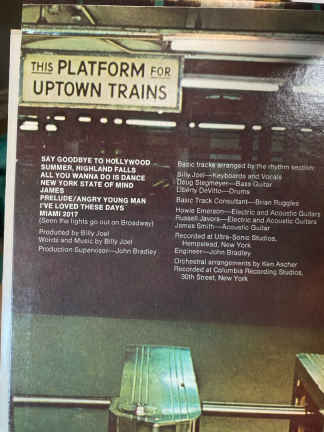 THIS PLATFORM FOR
UPTOWN TRAINS
SAY GOODBYE TO HOLLYWOOD
SUMMER, HIGHLAND FALLS
ALL YOU WANNA DO IS DANCE
NEW YORK STATE OF MIND
JAMES
PRELUDE/ANGRY YOUNG MAN
I'VE LOVED THESE DAYS
MIAMI 2017
(Seen the lights go out on Broadway)
Produced by Billy Joel
Words and Music by Billy Joel
Production Supervisor—John Bradley
Basic tracks arranged by the rhythm section:
Billy Joel—Keyboards and Vocals
Doug Stegmeyer—Bass Guitar
Liberty DeVitto—Drums
Basic Track Consultant—Brian Ruggles
Howie Emerson—Electric and Acoustic Guitars
Russell Javors—Electric and Acoustic Guitars
James Smith—Acoustic Guitar
Recorded at Ultra-Sonic Studios,
Hempstead, New York
Engineer—John Bradley
Orchestral arrangements by Ken Ascher
Recorded at Columbia Recording Studios,
30th Street, New York